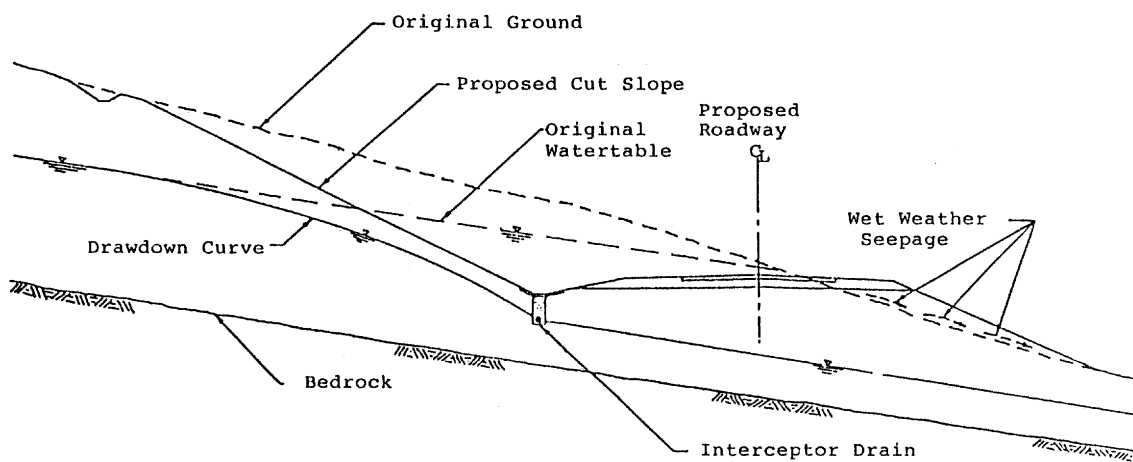 Original Ground
Proposed Cut Slope
Original
Watertable
Proposed
Roadway
℄
Wet Weather
Seepage
Drawdown Curve
Bedrock
Interceptor Drain